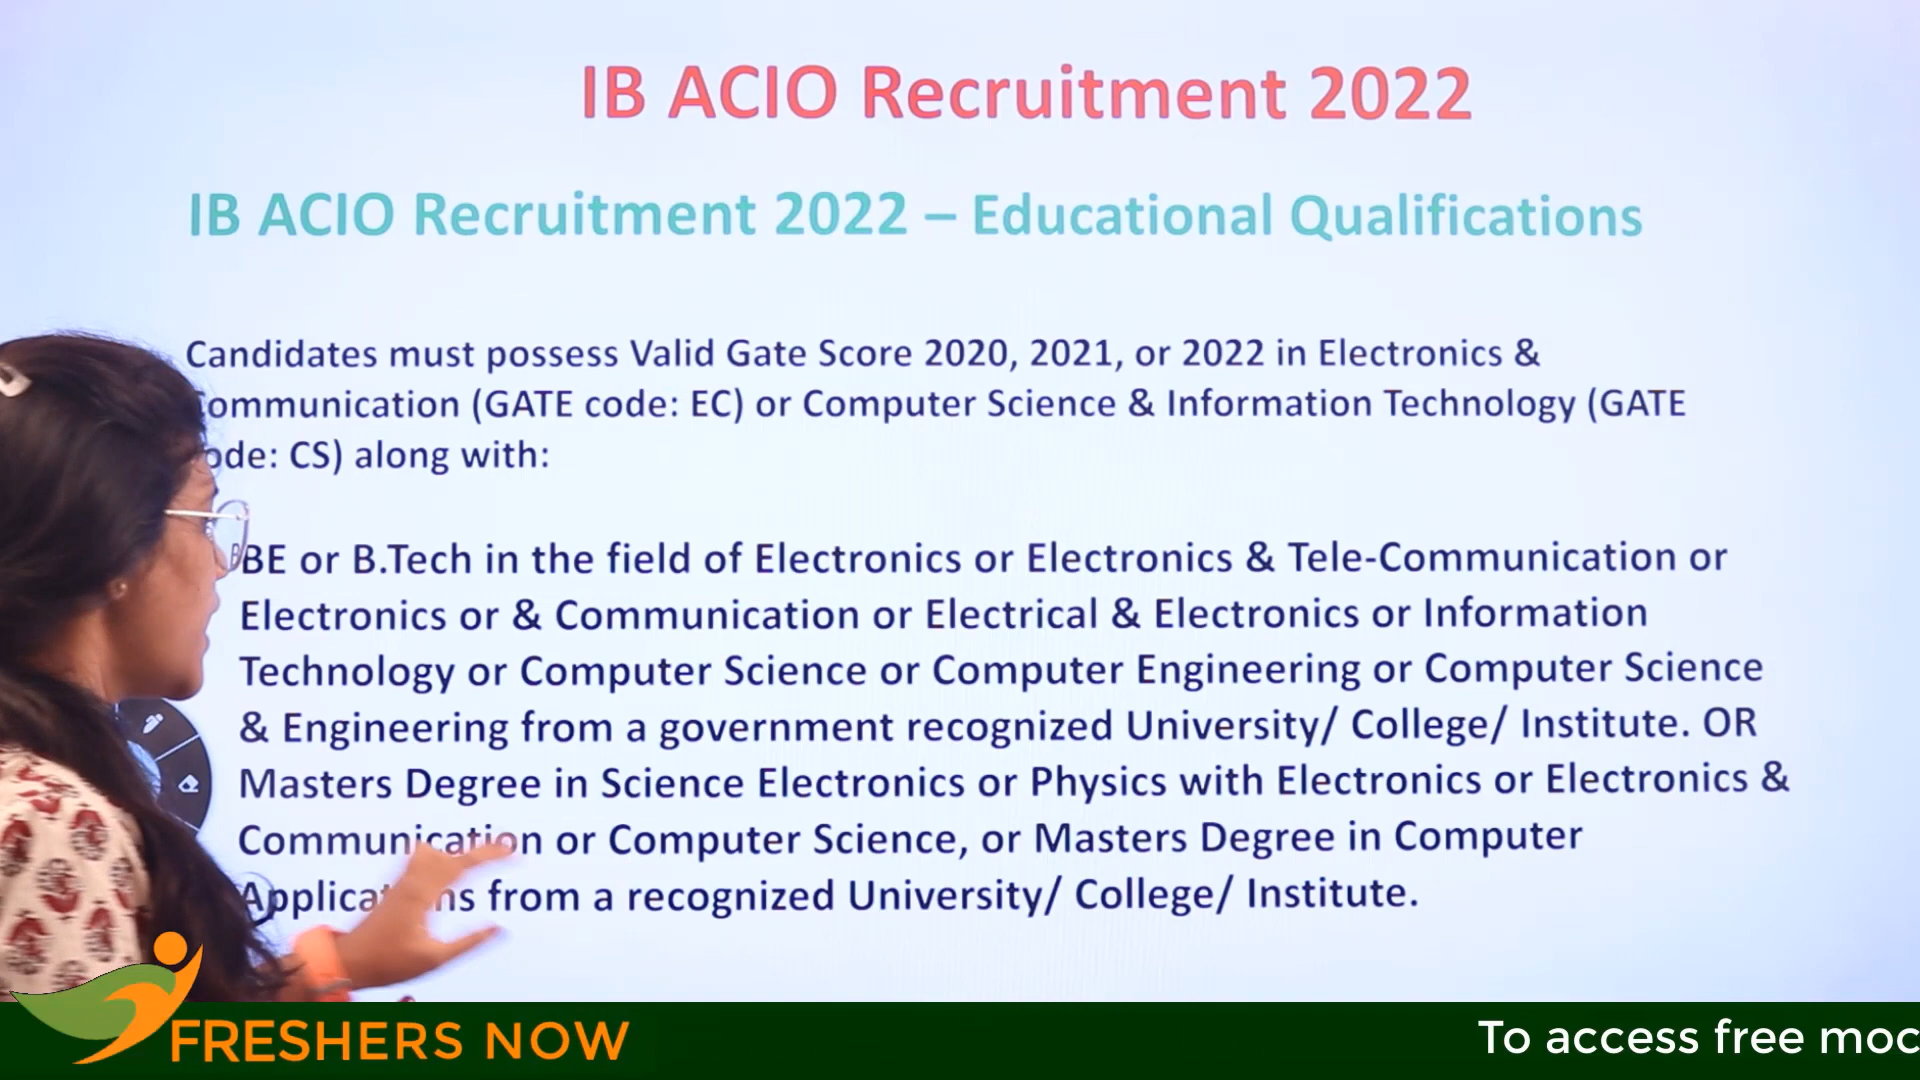 IB ACIO Recruitment 2022
IB ACIO Recruitment 2022 – Educational Qualifications
Candidates must possess Valid Gate Score 2020, 2021, or 2022 in Electronics &
ommunication (GATE code: EC) or Computer Science & Information Technology (GATE
ode: CS) along with:
BE or B.Tech in the field of Electronics or Electronics & Tele-Communication or
Electronics or & Communication or Electrical & Electronics or Information
Technology or Computer Science or Computer Engineering or Computer Science
& Engineering from a government recognized University/ College/ Institute. OR
Masters Degree in Science Electronics or Physics with Electronics or Electronics &
Communication or Computer Science, or Masters Degree in Computer
from a recognized University/ College/ Institute.
FRESHERS NOW
To access free moc